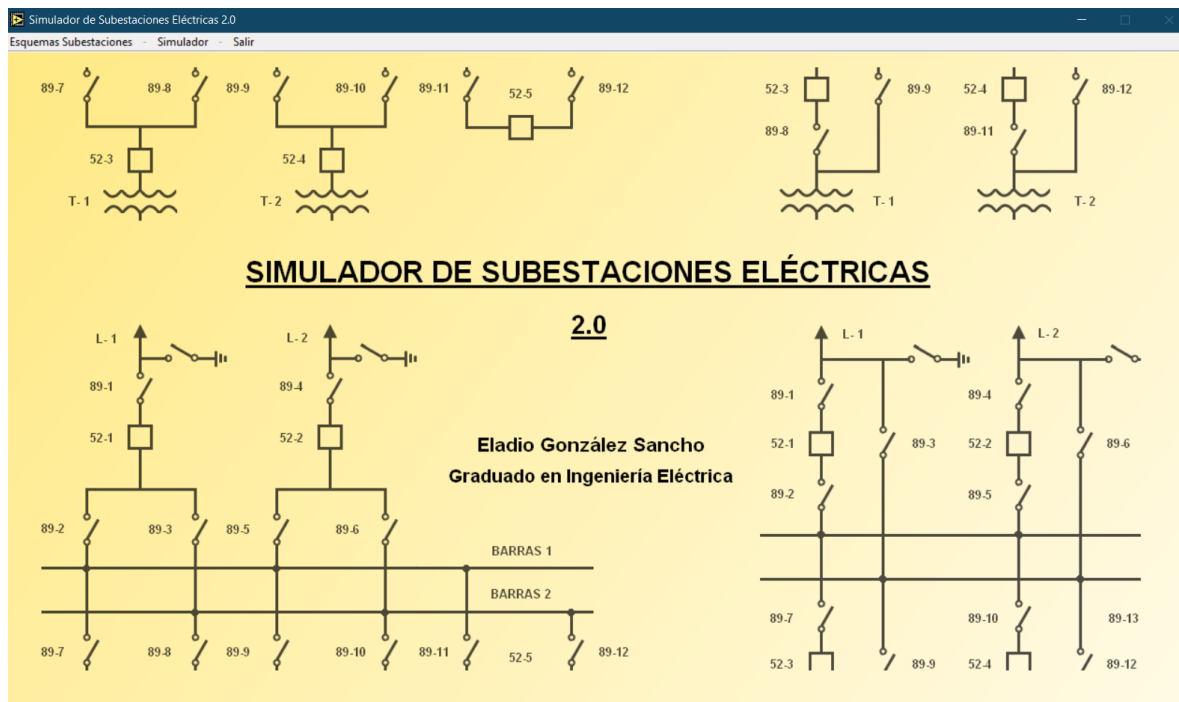 Simulador de Subestaciones Eléctricas 2.0
Esquemas Subestaciones - Simulador - Salir
89-7 89-8 89-9 89-10 89-11 52-5 89-12 52-3 89-9 52-4 89-12
89-8 89-11
52-3 52-4
T- 1 T- 2 T- 1 T- 2
SIMULADOR DE SUBESTACIONES ELÉCTRICAS
2.0
L- 1 L- 2 L- 1 L- 2
89-1 89-4 89-1 89-4
52-1 52-2 52-1 89-3 52-2 89-6
Eladio González Sancho
Graduado en Ingeniería Eléctrica
89-2 89-5
89-2 89-3 89-5 89-6
BARRAS 1
BARRAS 2
89-7 89-10 89-13
89-7 89-8 89-9 89-10 89-11 52-5 89-12 52-3 89-9 52-4 89-12